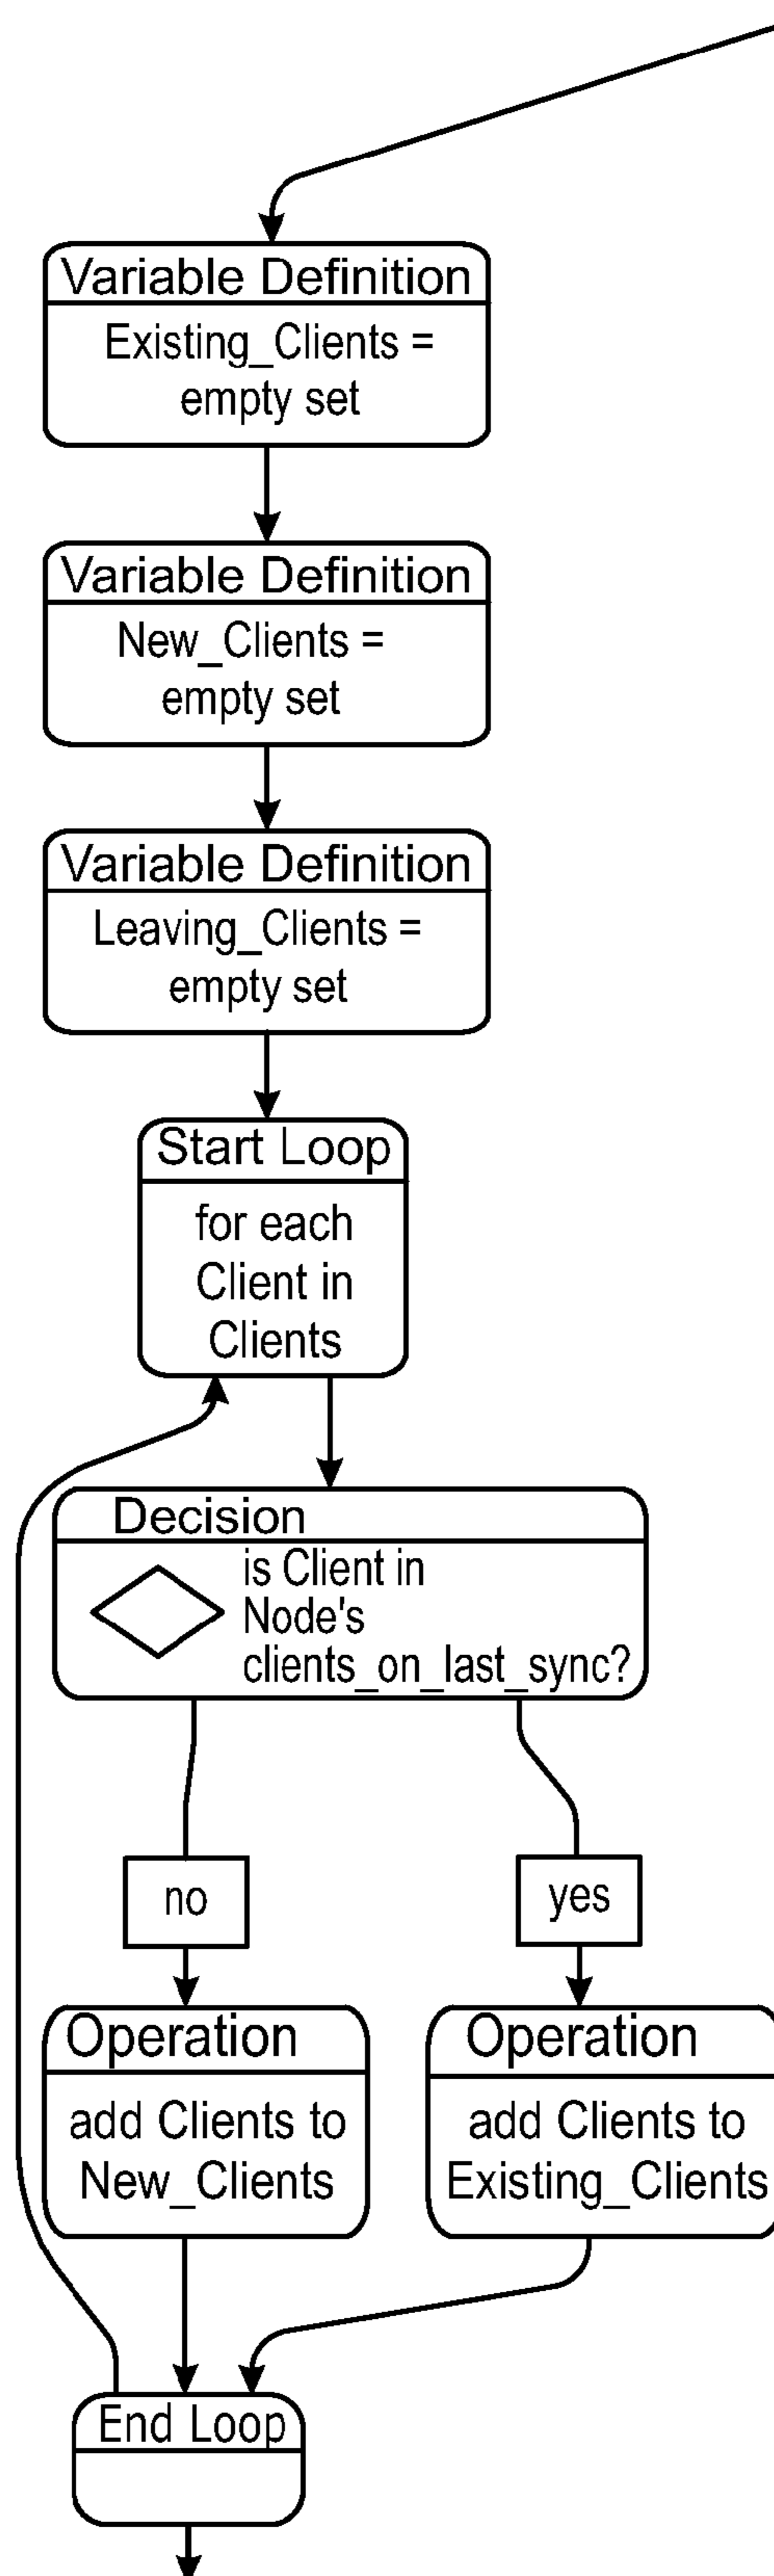 Variable Definition
Existing_Clients =
empty set
Variable Definition
New_Clients =
empty set
Variable Definition
Leaving_Clients =
empty set
Start Loop
for each
Client in
Clients
Decision
is Client in
Node's
clients_on_last_sync?
no
yes
Operation
add Clients to
New_Clients
Operation
add Clients to
Existing_Clients
End Loop